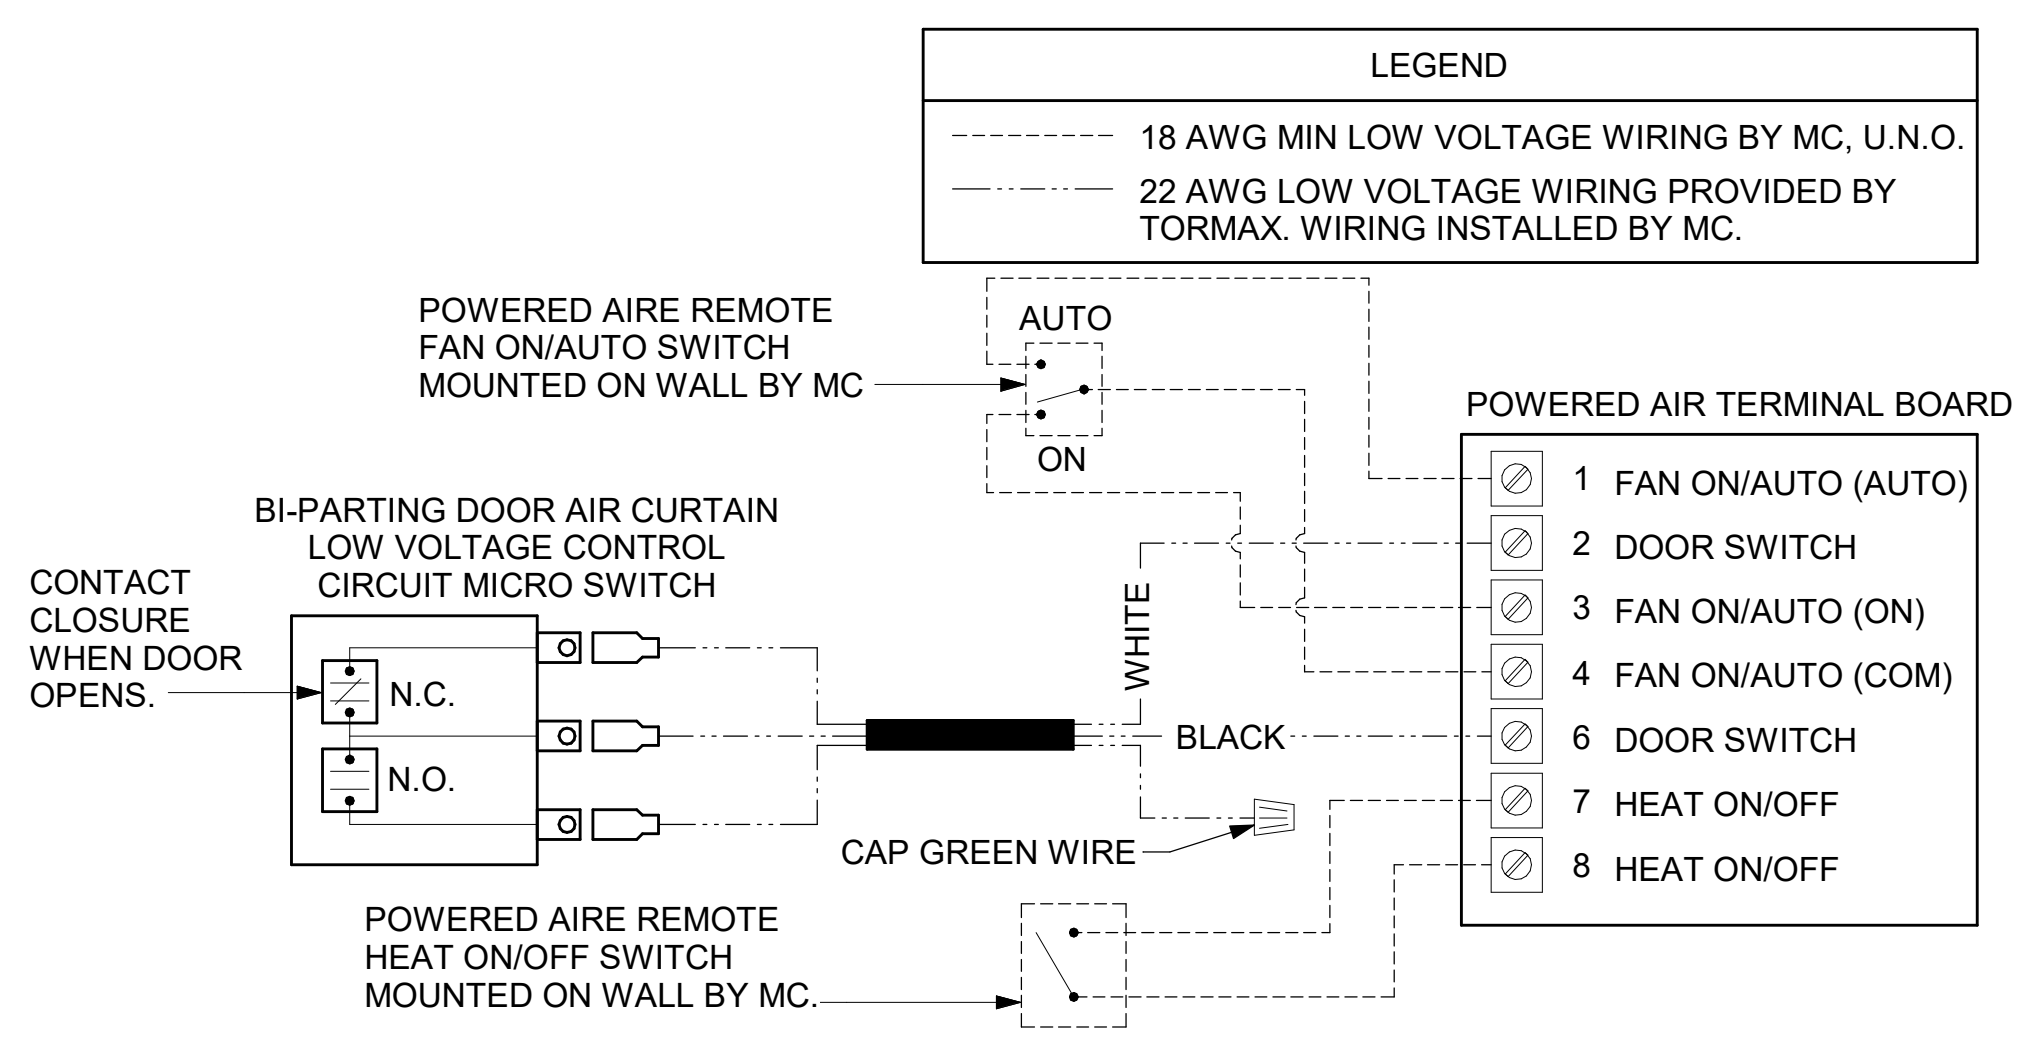 LEGEND
18 AWG MIN LOW VOLTAGE WIRING BY MC, U.N.O.
22 AWG LOW VOLTAGE WIRING PROVIDED BY
TORMAX. WIRING INSTALLED BY MC.
POWERED AIRE REMOTE
FAN ON/AUTO SWITCH
MOUNTED ON WALL BY MC
AUTO
ON
POWERED AIR TERMINAL BOARD
1 FAN ON/AUTO (AUTO)
2 DOOR SWITCH
3 FAN ON/AUTO (ON)
4 FAN ON/AUTO (COM)
6 DOOR SWITCH
7 HEAT ON/OFF
8 HEAT ON/OFF
BI-PARTING DOOR AIR CURTAIN
LOW VOLTAGE CONTROL
CIRCUIT MICRO SWITCH
CONTACT
CLOSURE
WHEN DOOR
OPENS.
N.C.
N.O.
WHITE
BLACK
CAP GREEN WIRE
POWERED AIRE REMOTE
HEAT ON/OFF SWITCH
MOUNTED ON WALL BY MC.